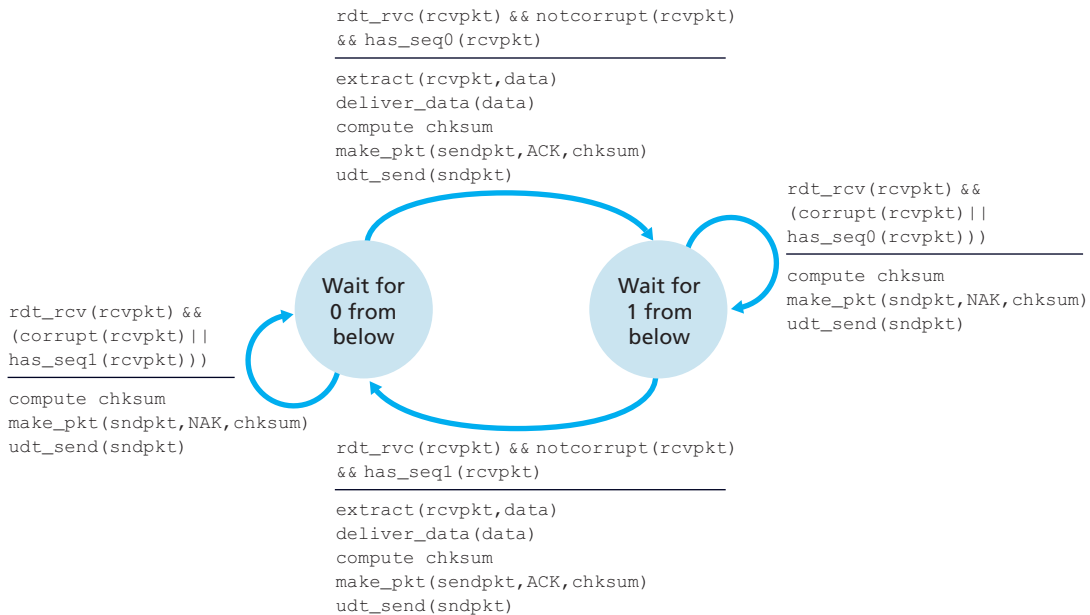 rdt_rvc(rcvpkt) && notcorrupt(rcvpkt)
&& has_seq0(rcvpkt)
extract(rcvpkt,data)
deliver_data(data)
compute chksum
make_pkt(sendpkt,ACK,chksum)
udt_send(sndpkt)
rdt_rcv(rcvpkt) &&
(corrupt(rcvpkt)||
has_seq0(rcvpkt)))
compute chksum
make_pkt(sndpkt,NAK,chksum)
udt_send(sndpkt)
Wait for
0 from
below
Wait for
1 from
below
rdt_rcv(rcvpkt) &&
(corrupt(rcvpkt)||
has_seq1(rcvpkt)))
compute chksum
make_pkt(sndpkt,NAK,chksum)
udt_send(sndpkt)
rdt_rvc(rcvpkt) && notcorrupt(rcvpkt)
&& has_seq1(rcvpkt)
extract(rcvpkt,data)
deliver_data(data)
compute chksum
make_pkt(sendpkt,ACK,chksum)
udt_send(sndpkt)